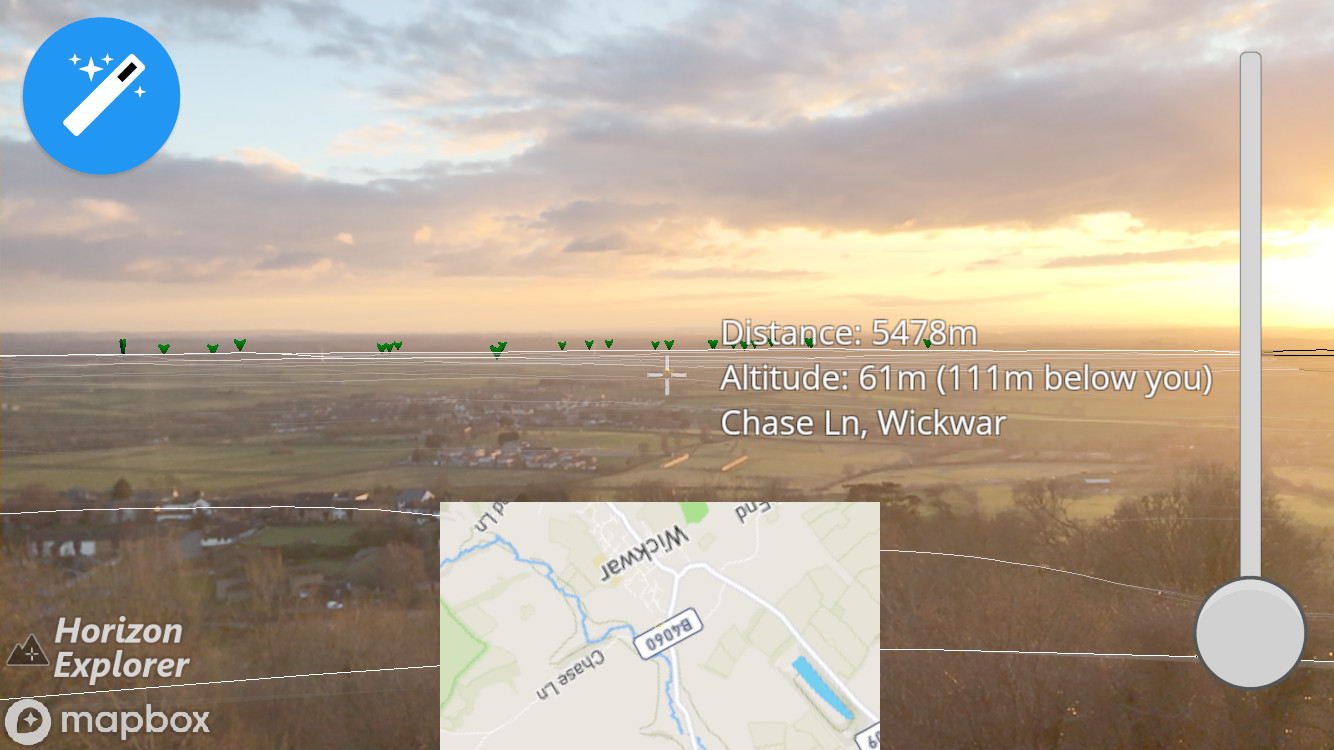 Distance: 5478m
Altitude: 61m (111m below you)
Chase Ln, Wickwar
d Ln
End
Wickwar
B4060
Chase Ln
Horizon
Explorer
mapbox